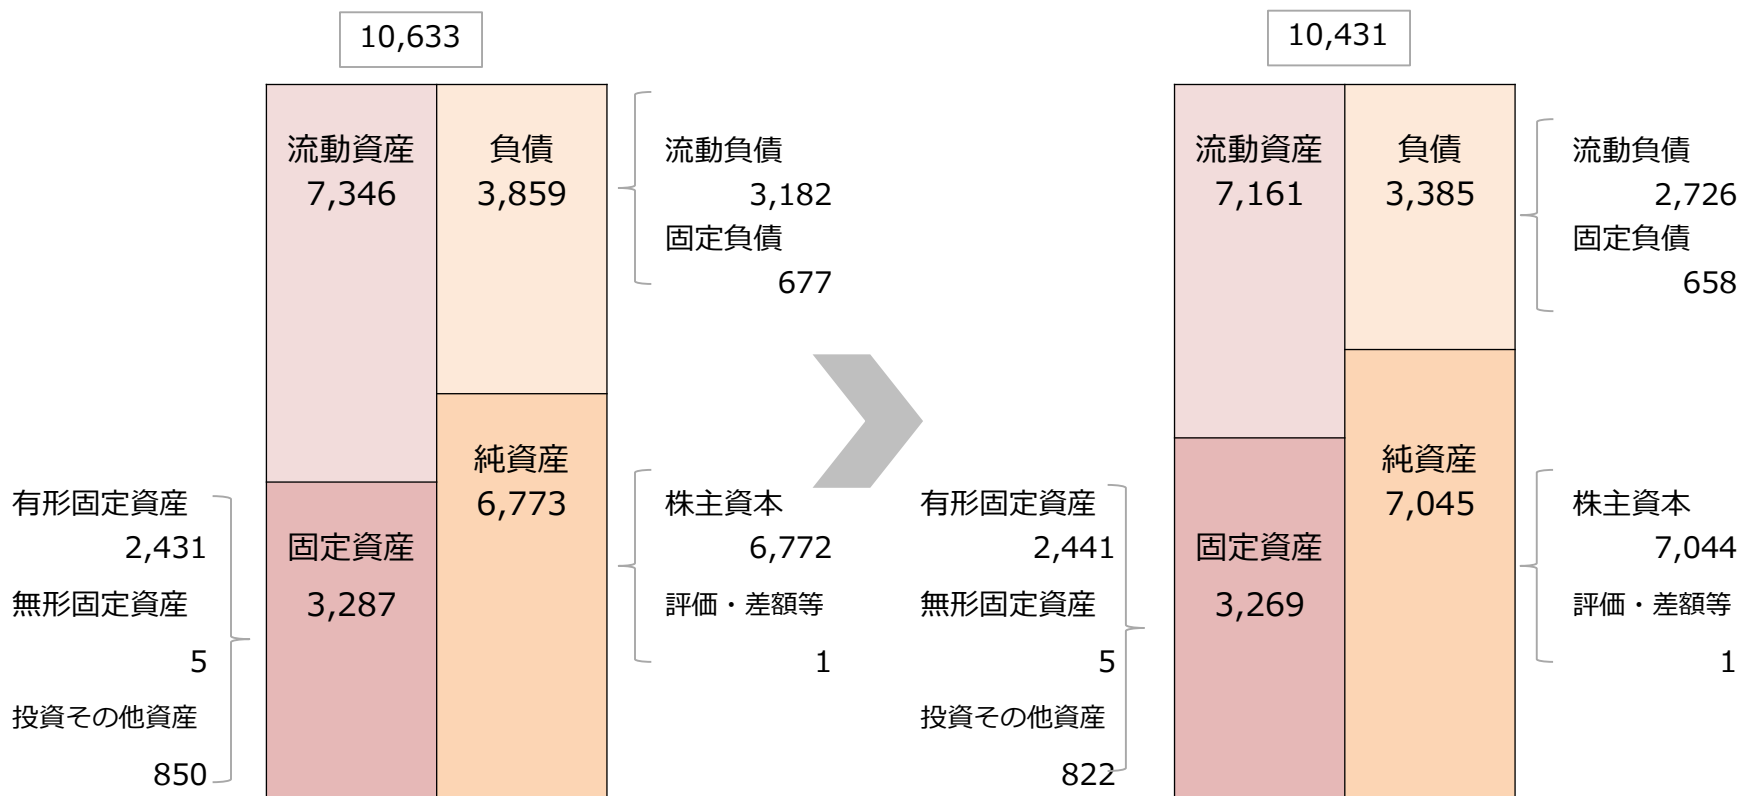 10,633
流動資産
7,346
負債
3,859
流動負債
3,182
固定負債
677
有形固定資産
2,431
無形固定資産
5
投資その他資産
850
固定資産
3,287
純資産
6,773
株主資本
6,772
評価・差額等
1
10,431
流動資産
7,161
負債
3,385
流動負債
2,726
固定負債
658
有形固定資産
2,441
無形固定資産
5
投資その他資産
822
固定資産
3,269
純資産
7,045
株主資本
7,044
評価・差額等
1